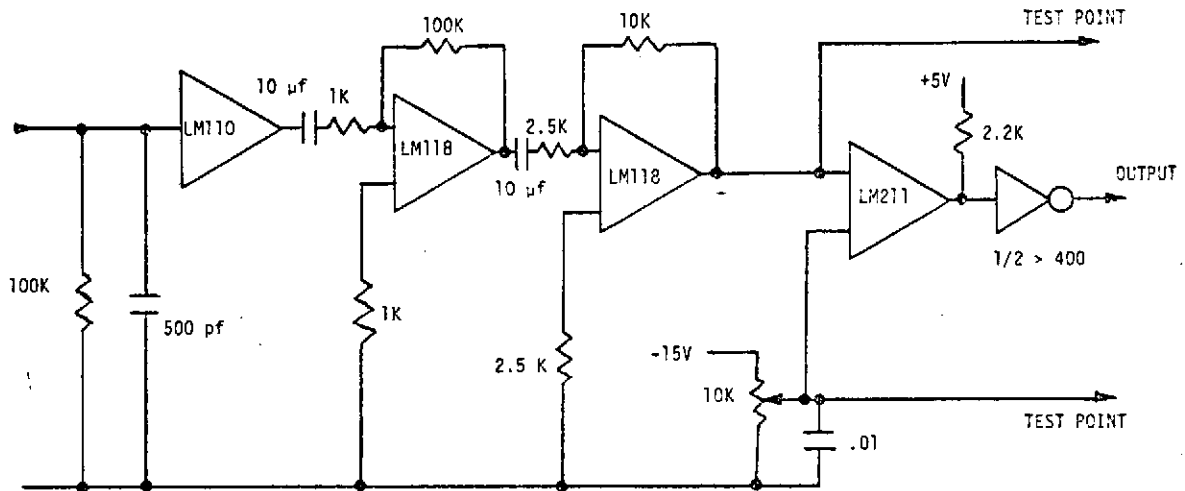 TEST POINT
100K
10K
+5V
10 µf
1K
2.5K
2.2K
LM110
LM118
LM118
LM211
OUTPUT
10 µf
1/2 > 400
100K
500 pf
1K
2.5 K
-15V
10K
.01
TEST POINT